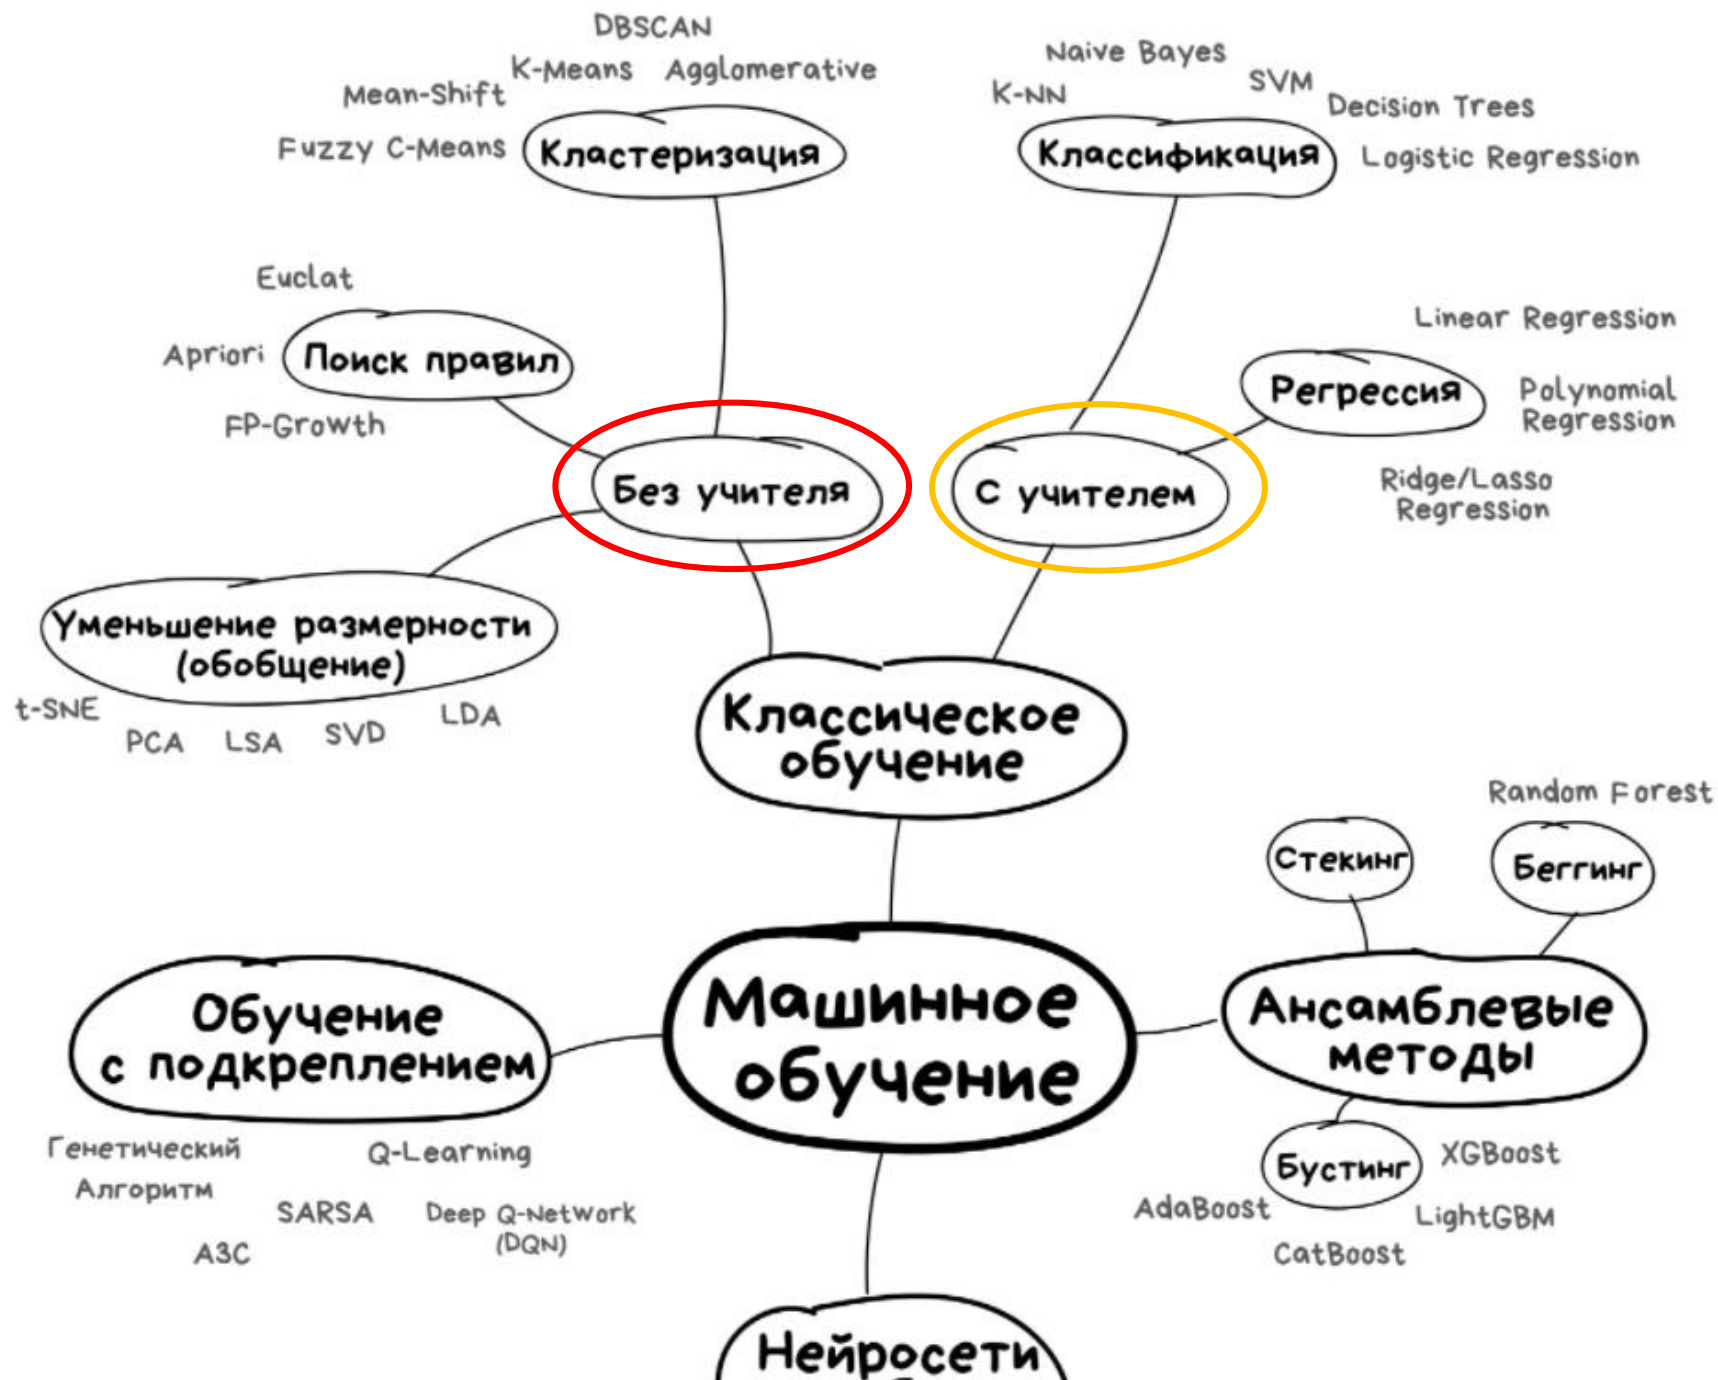 DBSCAN
K-Means
Agglomerative
Mean-Shift
Fuzzy C-Means
Кластеризация
Naive Bayes
K-NN
SVM
Decision Trees
Классификация
Logistic Regression
Euclat
Apriori
Поиск правил
FP-Growth
Linear Regression
Регрессия
Polynomial
Regression
Ridge/Lasso
Regression
Без учителя
С учителем
Уменьшение размерности
(обобщение)
t-SNE
PCA
LSA
SVD
LDA
Классическое
обучение
Random Forest
Стекинг
Беггинг
Машинное
обучение
Обучение
с подкреплением
Ансамблевые
методы
Генетический
Алгоритм
Q-Learning
SARSA
Deep Q-Network
(DQN)
A3C
Бустинг
XGBoost
AdaBoost
LightGBM
CatBoost
Нейросети